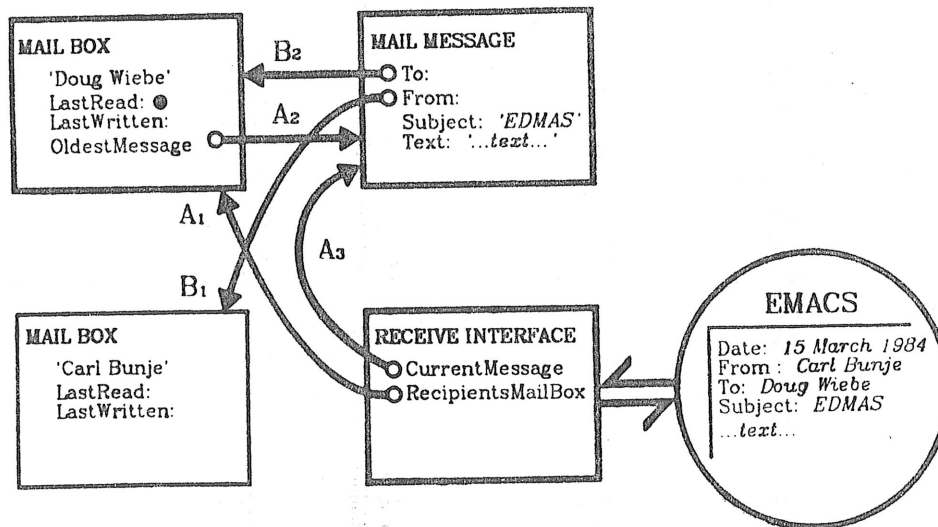 MAIL BOX
'Doug Wiebe'
LastRead:
LastWritten:
OldestMessage
B2
A2
MAIL MESSAGE
To:
From:
Subject: 'EDMAS'
Text: '...text...'
A1
A3
B1
MAIL BOX
'Carl Bunje'
LastRead:
LastWritten:
RECEIVE INTERFACE
CurrentMessage
RecipientsMailBox
EMACS
Date: 15 March 1984
From : Carl Bunje
To: Doug Wiebe
Subject: EDMAS
...text...